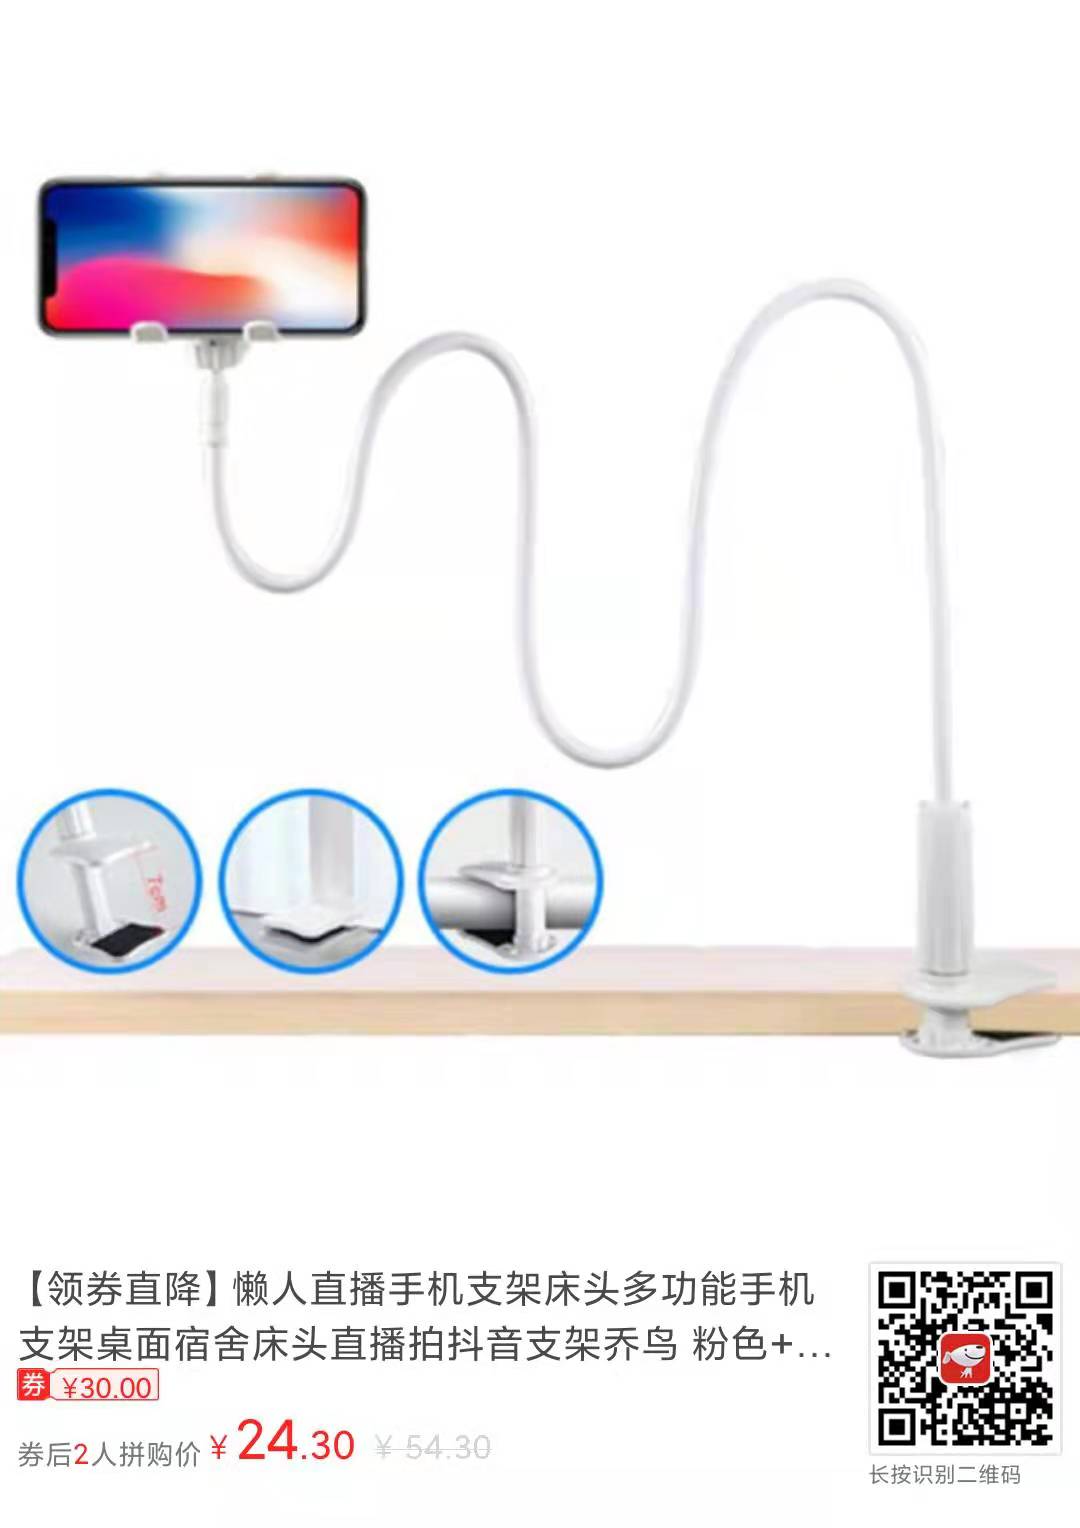 7cm
【领券直降】懒人直播手机支架床头多功能手机
支架桌面宿舍床头直播拍抖音支架乔鸟 粉色+...
券 ¥30.00
券后2人拼购价 ¥24.30 ¥54.30
长按识别二维码